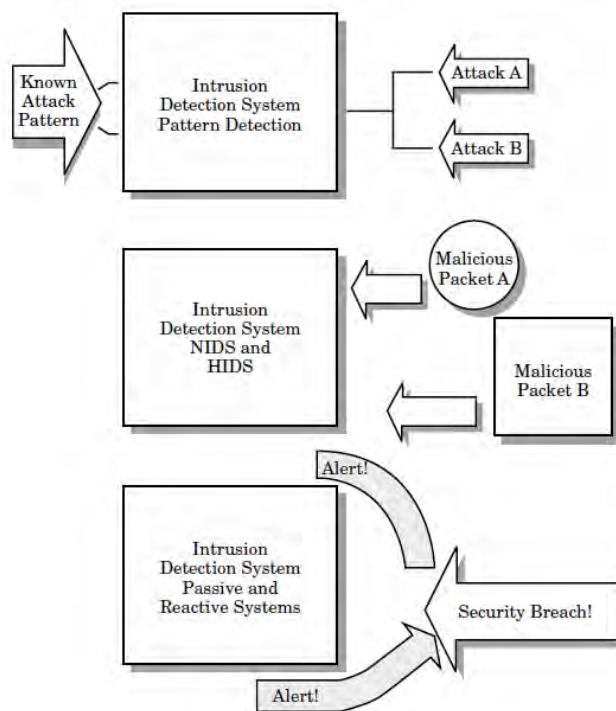 Known
Attack
Pattern
Intrusion
Detection System
Pattern Detection
Attack A
Attack B
Intrusion
Detection System
NIDS and
HIDS
Malicious
Packet A
Malicious
Packet B
Alert!
Intrusion
Detection System
Passive and
Reactive Systems
Security Breach!
Alert!